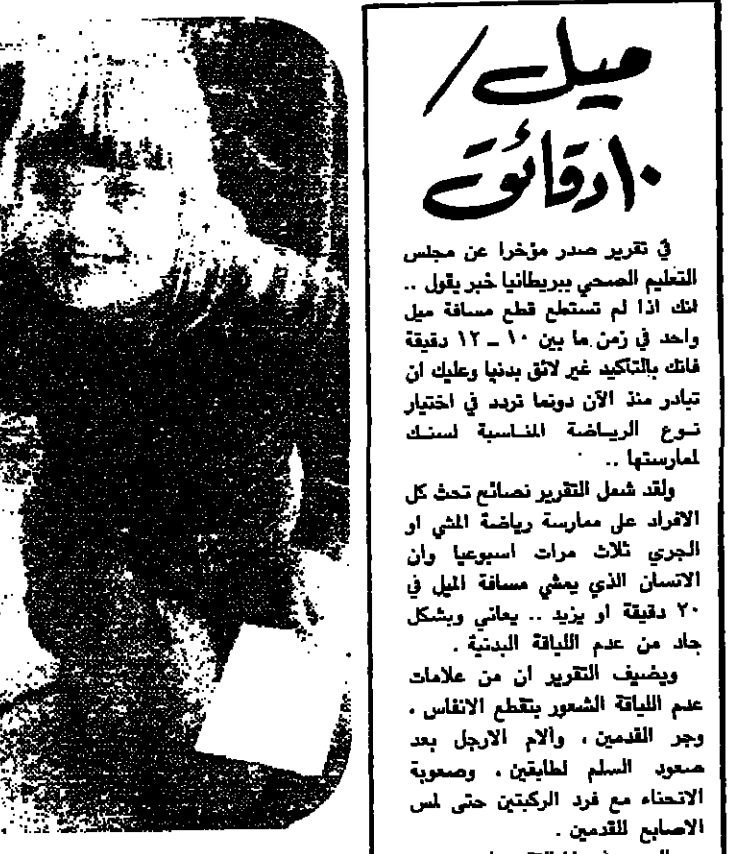 ميل /
١٠ دقائق
في تقرير صدر مؤخرا عن مجلس
التعليم الصحي ببريطانيا خبر يقول ..
انك اذا لم تستطع قطع مسافة ميل
واحد في زمن ما بين ١٠ ــ ١٢ دقيقة
فانك بالتأكيد غير لائق بدنيا وعليك ان
تبادر منذ الآن دونما تردد في اختيار
نـوع الريــاضة المنــاسبة لسنــك
لممارستها ..
ولقد شمل التقرير نصائح تحث كل
الافراد على ممارسة رياضة المشي او
الجري ثلاث مرات اسبوعيا وان
الانسان الذي يمشي مسافة الميل في
٢٠ دقيقة او يزيد .. يعاني وبشكل
جاد من عدم اللياقة البدنية .
ويضيف التقرير ان من علامات
عدم اللياقة الشعور بتقطع الانفاس ،
وجر القدمين ، وآلام الارجل بعد
صعود السلم لطابقين ، وصعوبة
الانحناء مع فرد الركبتين حتى لمس
الاصابع للقدمين .